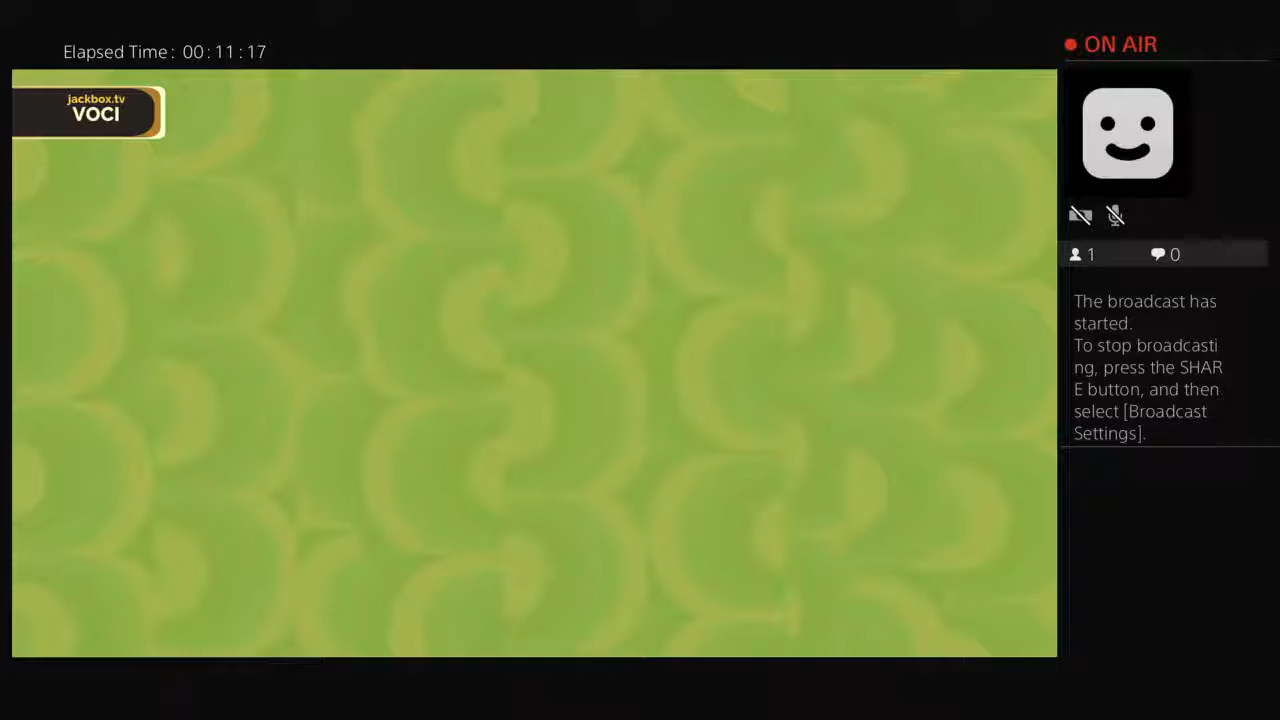 Elapsed Time: 00:11:17
ON AIR
jackbox.tv
VOCI
1
0
The broadcast has
started.
To stop broadcasti
ng, press the SHAR
E button, and then
select [Broadcast
Settings].